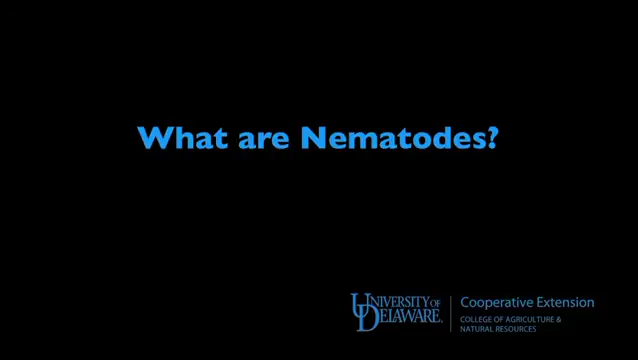 What are Nematodes?
UNIVERSITY OF
DELAWARE.
Cooperative Extension
COLLEGE OF AGRICULTURE &
NATURAL RESOURCES